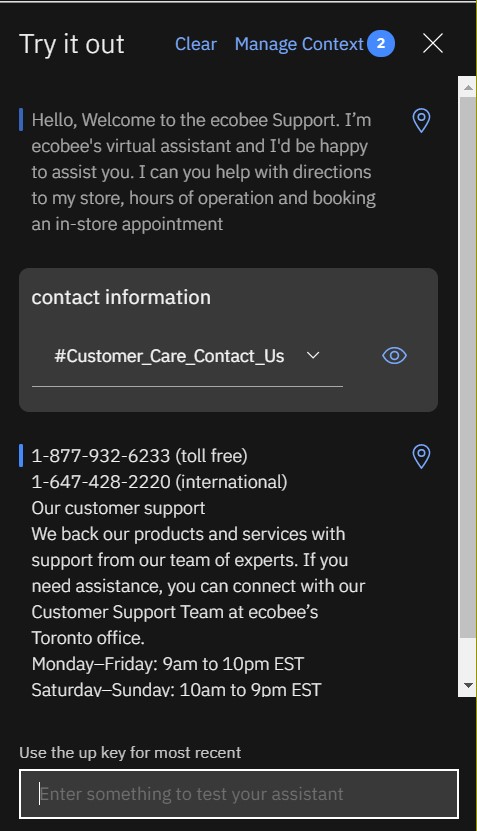 Try it out Clear Manage Context 2
Hello, Welcome to the ecobee Support. I’m
ecobee's virtual assistant and I'd be happy
to assist you. I can you help with directions
to my store, hours of operation and booking
an in-store appointment
contact information
#Customer_Care_Contact_Us
1-877-932-6233 (toll free)
1-647-428-2220 (international)
Our customer support
We back our products and services with
support from our team of experts. If you
need assistance, you can connect with our
Customer Support Team at ecobee’s
Toronto office.
Monday–Friday: 9am to 10pm EST
Saturday–Sunday: 10am to 9pm EST
Use the up key for most recent
Enter something to test your assistant